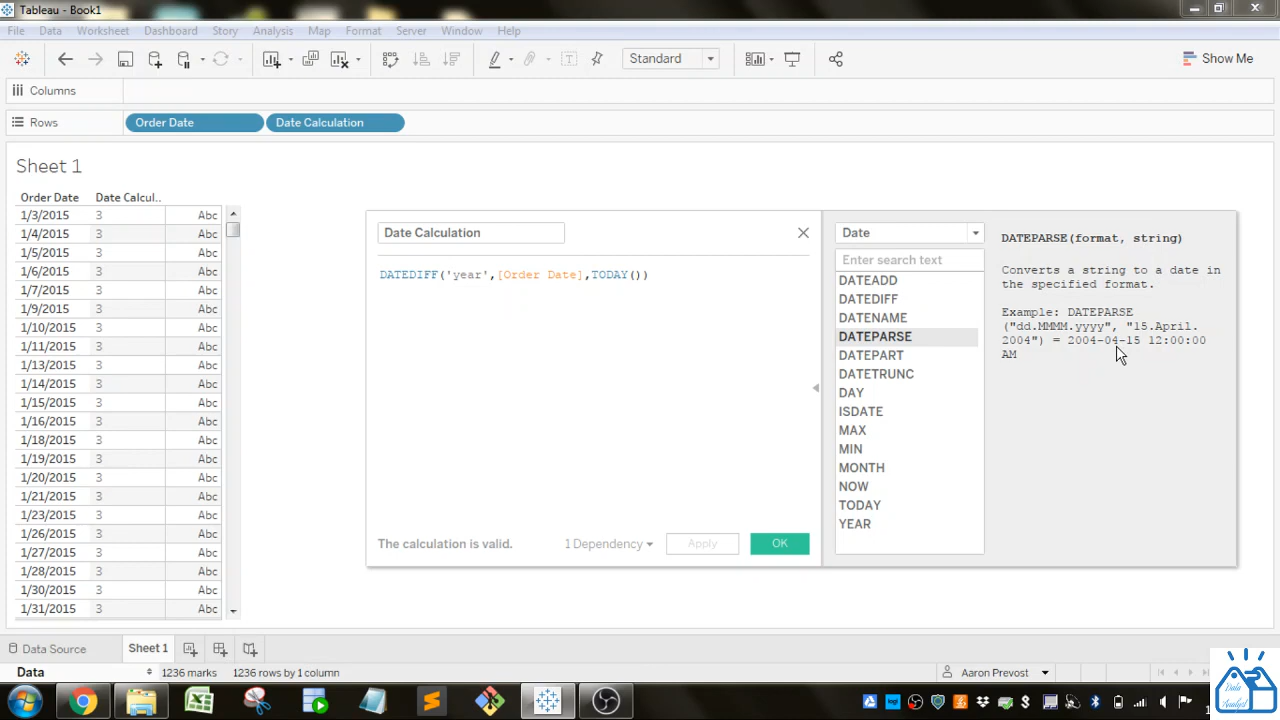 Tableau - Book1
File Data Worksheet Dashboard Story Analysis Map Format Server Window Help
Standard
Show Me
Columns
Rows
Order Date
Date Calculation
Sheet 1
Order Date Date Calcul..
1/3/2015 3 Abc
1/4/2015 3 Abc
1/5/2015 3 Abc
1/6/2015 3 Abc
1/7/2015 3 Abc
1/9/2015 3 Abc
1/10/2015 3 Abc
1/11/2015 3 Abc
1/13/2015 3 Abc
1/14/2015 3 Abc
1/15/2015 3 Abc
1/16/2015 3 Abc
1/18/2015 3 Abc
1/19/2015 3 Abc
1/20/2015 3 Abc
1/21/2015 3 Abc
1/23/2015 3 Abc
1/26/2015 3 Abc
1/27/2015 3 Abc
1/28/2015 3 Abc
1/30/2015 3 Abc
1/31/2015 3 Abc
Date Calculation
DATEDIFF('year',[Order Date],TODAY())
The calculation is valid.
1 Dependency
Apply
OK
Date
Enter search text
DATEADD
DATEDIFF
DATENAME
DATEPARSE
DATEPART
DATETRUNC
DAY
ISDATE
MAX
MIN
MONTH
NOW
TODAY
YEAR
DATEPARSE(format, string)
Converts a string to a date in
the specified format.
Example: DATEPARSE
("dd.MMMM.yyyy", "15.April.
2004") = 2004-04-15 12:00:00
AM
Data Source
Sheet 1
Data
1236 marks
1236 rows by 1 column
Aaron Prevost
Data
Analyst